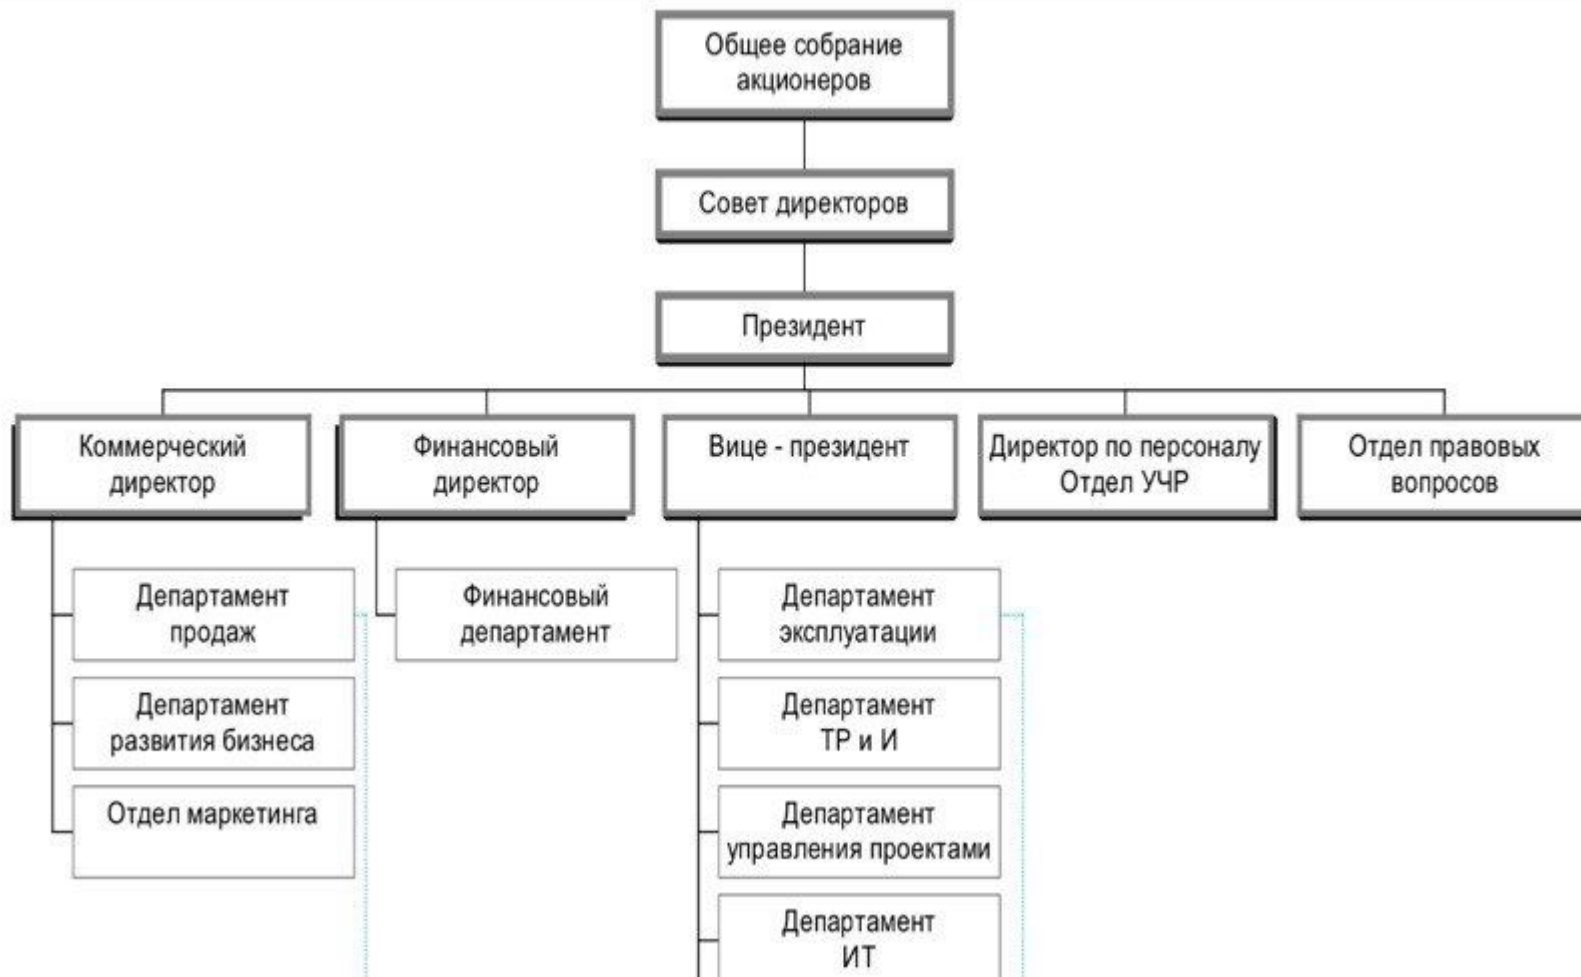 Общее собрание
акционеров
Совет директоров
Президент
Коммерческий
директор
Финансовый
директор
Вице - президент
Директор по персоналу
Отдел УЧР
Отдел правовых
вопросов
Департамент
продаж
Департамент
развития бизнеса
Отдел маркетинга
Финансовый
департамент
Департамент
эксплуатации
Департамент
ТР и И
Департамент
управления проектами
Департамент
ИТ